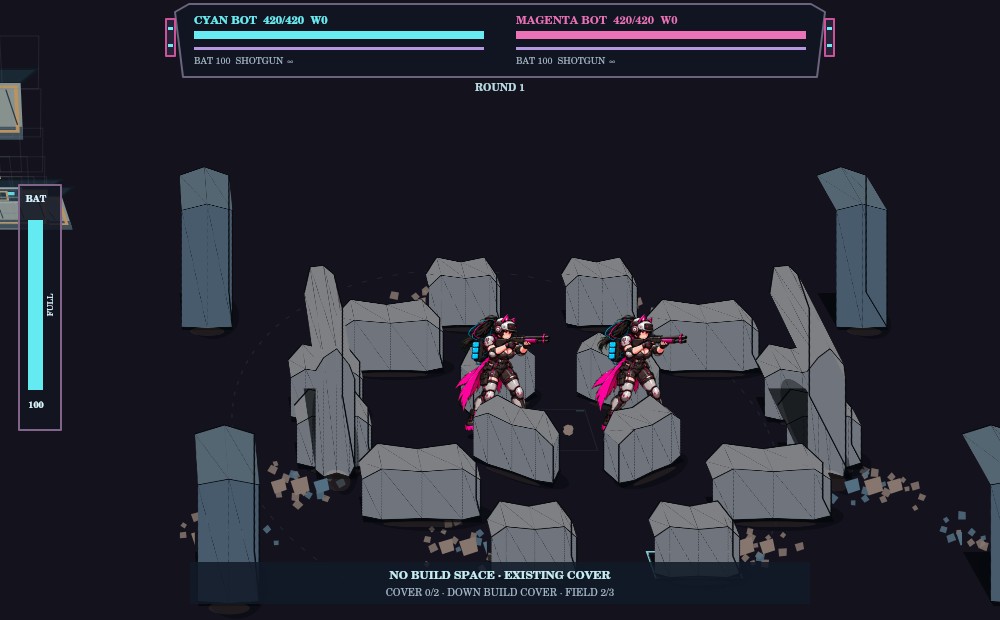 CYAN BOT 420/420 W0
MAGENTA BOT 420/420 W0
BAT 100 SHOTGUN ∞
BAT 100 SHOTGUN ∞
ROUND 1
BAT
FULL
100
NO BUILD SPACE · EXISTING COVER
COVER 0/2 · DOWN BUILD COVER · FIELD 2/3